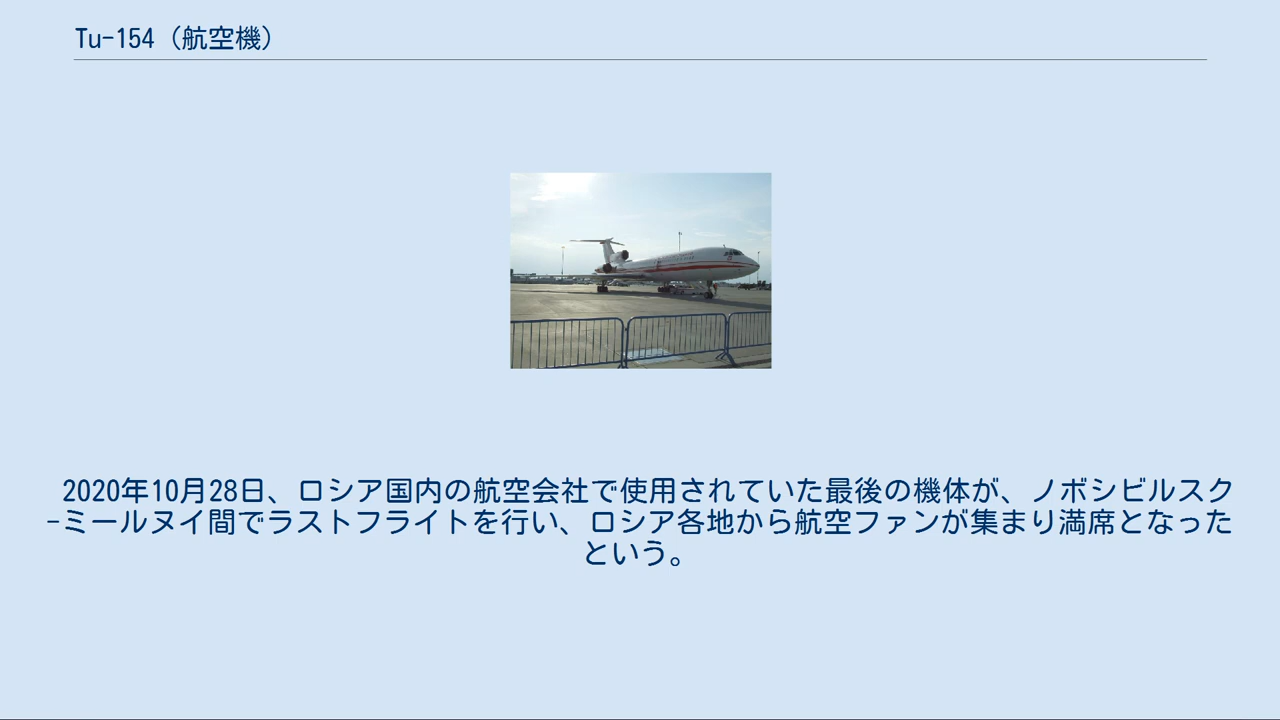 Tu-154（航空機）
2020年10月28日、ロシア国内の航空会社で使用されていた最後の機体が、ノボシビルスク
-ミールヌイ間でラストフライトを行い、ロシア各地から航空ファンが集まり満席となった
という。